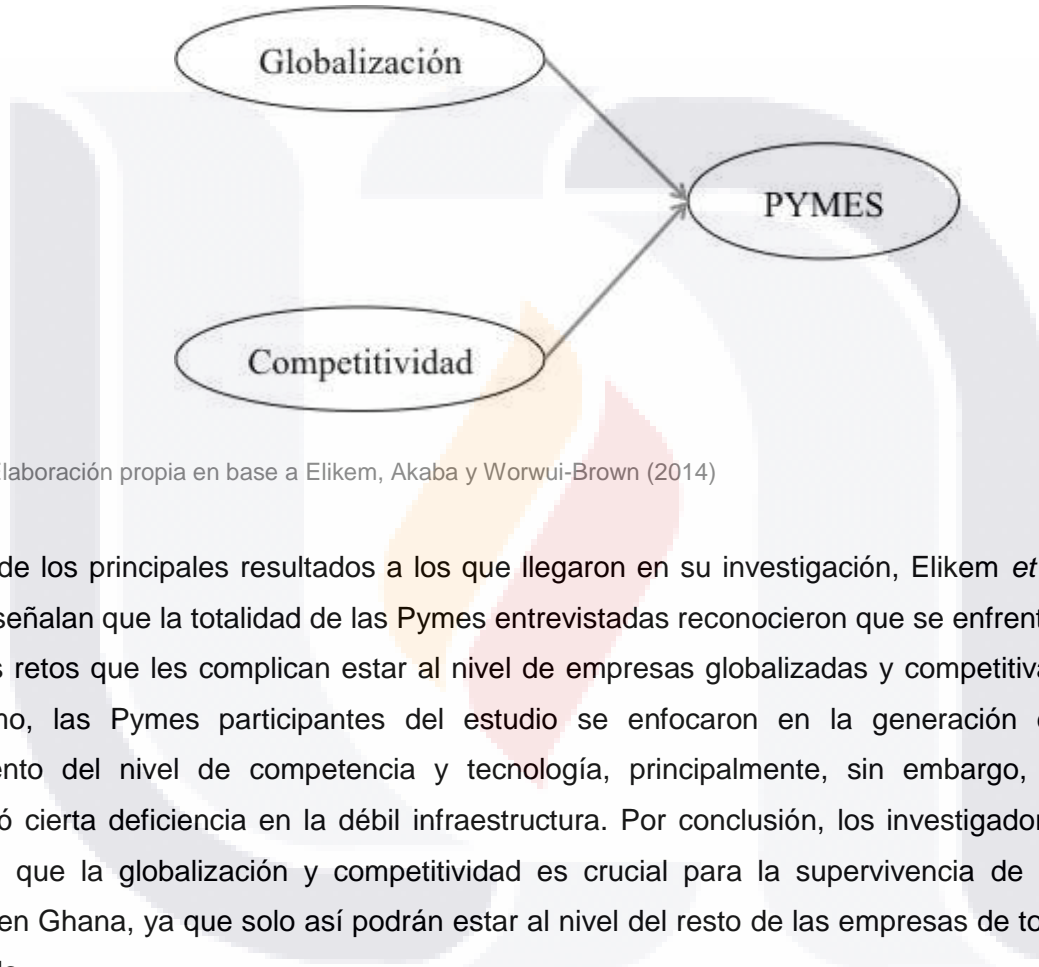 Globalización
PYMES
Competitividad
Elaboración propia en base a Elikem, Akaba y Worwui-Brown (2014)
de los principales resultados a los que llegaron en su investigación, Elikem et
señalan que la totalidad de las Pymes entrevistadas reconocieron que se enfrent
s retos que les complican estar al nivel de empresas globalizadas y competitiva
no, las Pymes participantes del estudio se enfocaron en la generación
ento del nivel de competencia y tecnología, principalmente, sin embargo,
ó cierta deficiencia en la débil infraestructura. Por conclusión, los investigador
que la globalización y competitividad es crucial para la supervivencia de
en Ghana, ya que solo así podrán estar al nivel del resto de las empresas de to